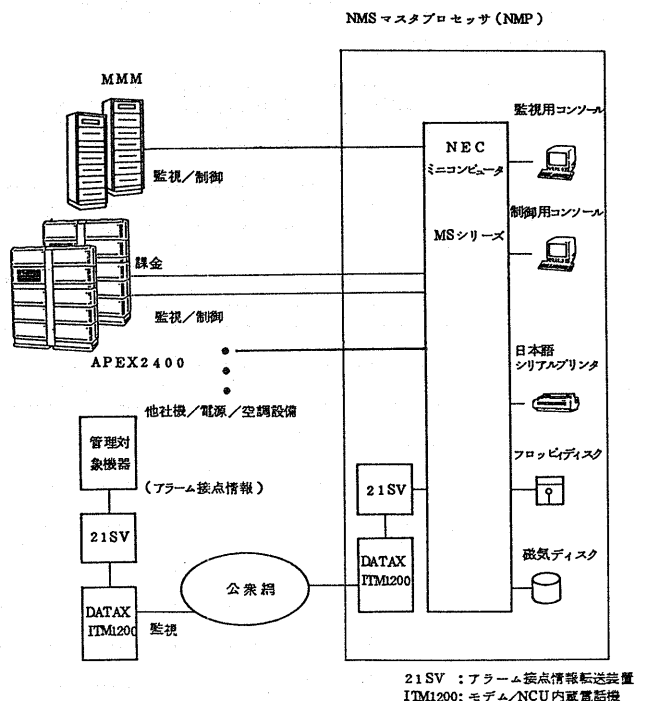 NMSマスタプロセッサ(NMP)
MMM
監視/制御
課金
監視/制御
APEX2400
他社機/電源/空調設備
管理対
象機器
(アラーム接点情報)
21SV
DATAX
ITM1200
監視
公衆網
21SV
DATAX
ITM1200
NEC
ミニコンピュータ
MSシリーズ
監視用コンソール
制御用コンソール
日本語
シリアルプリンタ
フロッピィディスク
磁気ディスク
21SV :アラーム接点情報転送装置
ITM1200:モデム/NCU内蔵電話機